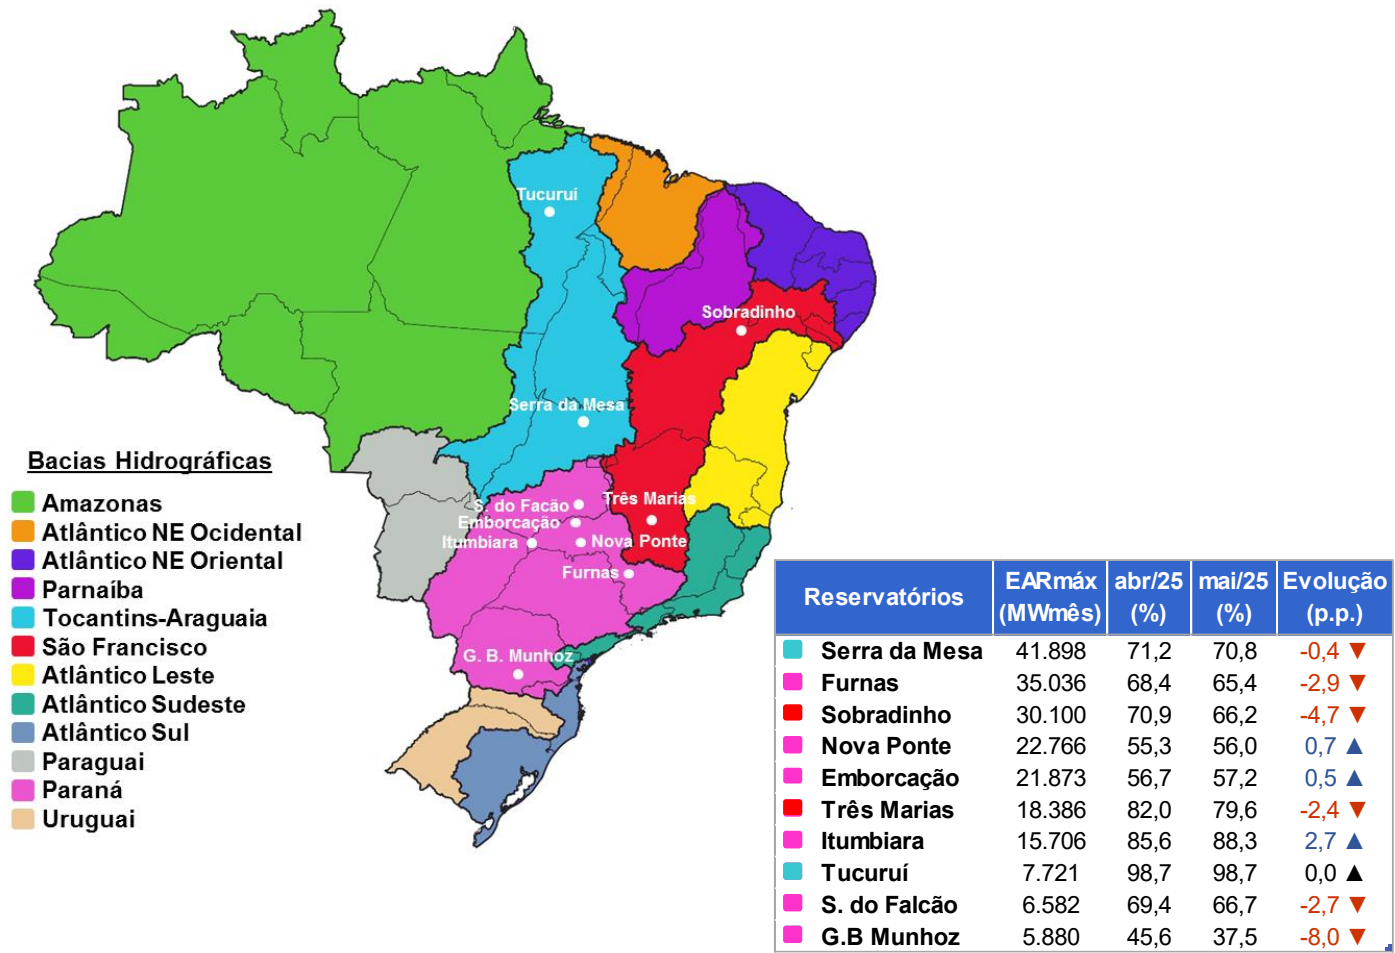 Tucuruí
Sobradinho
Serra da Mesa
S. do Facão
Três Marias
Emborcação
Itumbiara
Nova Ponte
Furnas
G. B. Munhoz
Bacias Hidrográficas
Amazonas
Atlântico NE Ocidental
Atlântico NE Oriental
Parnaíba
Tocantins-Araguaia
São Francisco
Atlântico Leste
Atlântico Sudeste
Atlântico Sul
Paraguai
Paraná
Uruguai
Reservatórios EARmáx (MWmês) abr/25 (%) mai/25 (%) Evolução (p.p.)
Serra da Mesa 41.898 71,2 70,8 -0,4 ▼
Furnas 35.036 68,4 65,4 -2,9 ▼
Sobradinho 30.100 70,9 66,2 -4,7 ▼
Nova Ponte 22.766 55,3 56,0 0,7 ▲
Emborcação 21.873 56,7 57,2 0,5 ▲
Três Marias 18.386 82,0 79,6 -2,4 ▼
Itumbiara 15.706 85,6 88,3 2,7 ▲
Tucuruí 7.721 98,7 98,7 0,0 ▲
S. do Falcão 6.582 69,4 66,7 -2,7 ▼
G.B Munhoz 5.880 45,6 37,5 -8,0 ▼